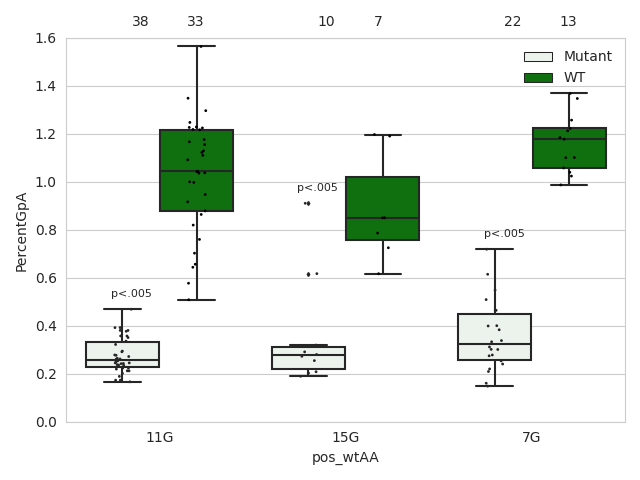 38 33 10 7 22 13
1.6
Mutant
WT
1.4
1.2
1.0
p<.005
0.8
p<.005
0.6
p<.005
0.4
0.2
0.0
PercentGpA
11G 15G 7G
pos_wtAA